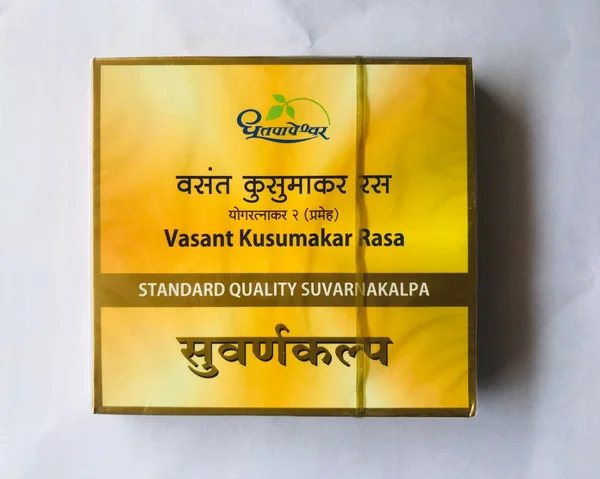 धूतपापेश्वर
वसंत कुसुमाकर रस
योगरत्नाकर २ (प्रमेह)
Vasant Kusumakar Rasa
STANDARD QUALITY SUVARNAKALPA
सुवर्णकल्प